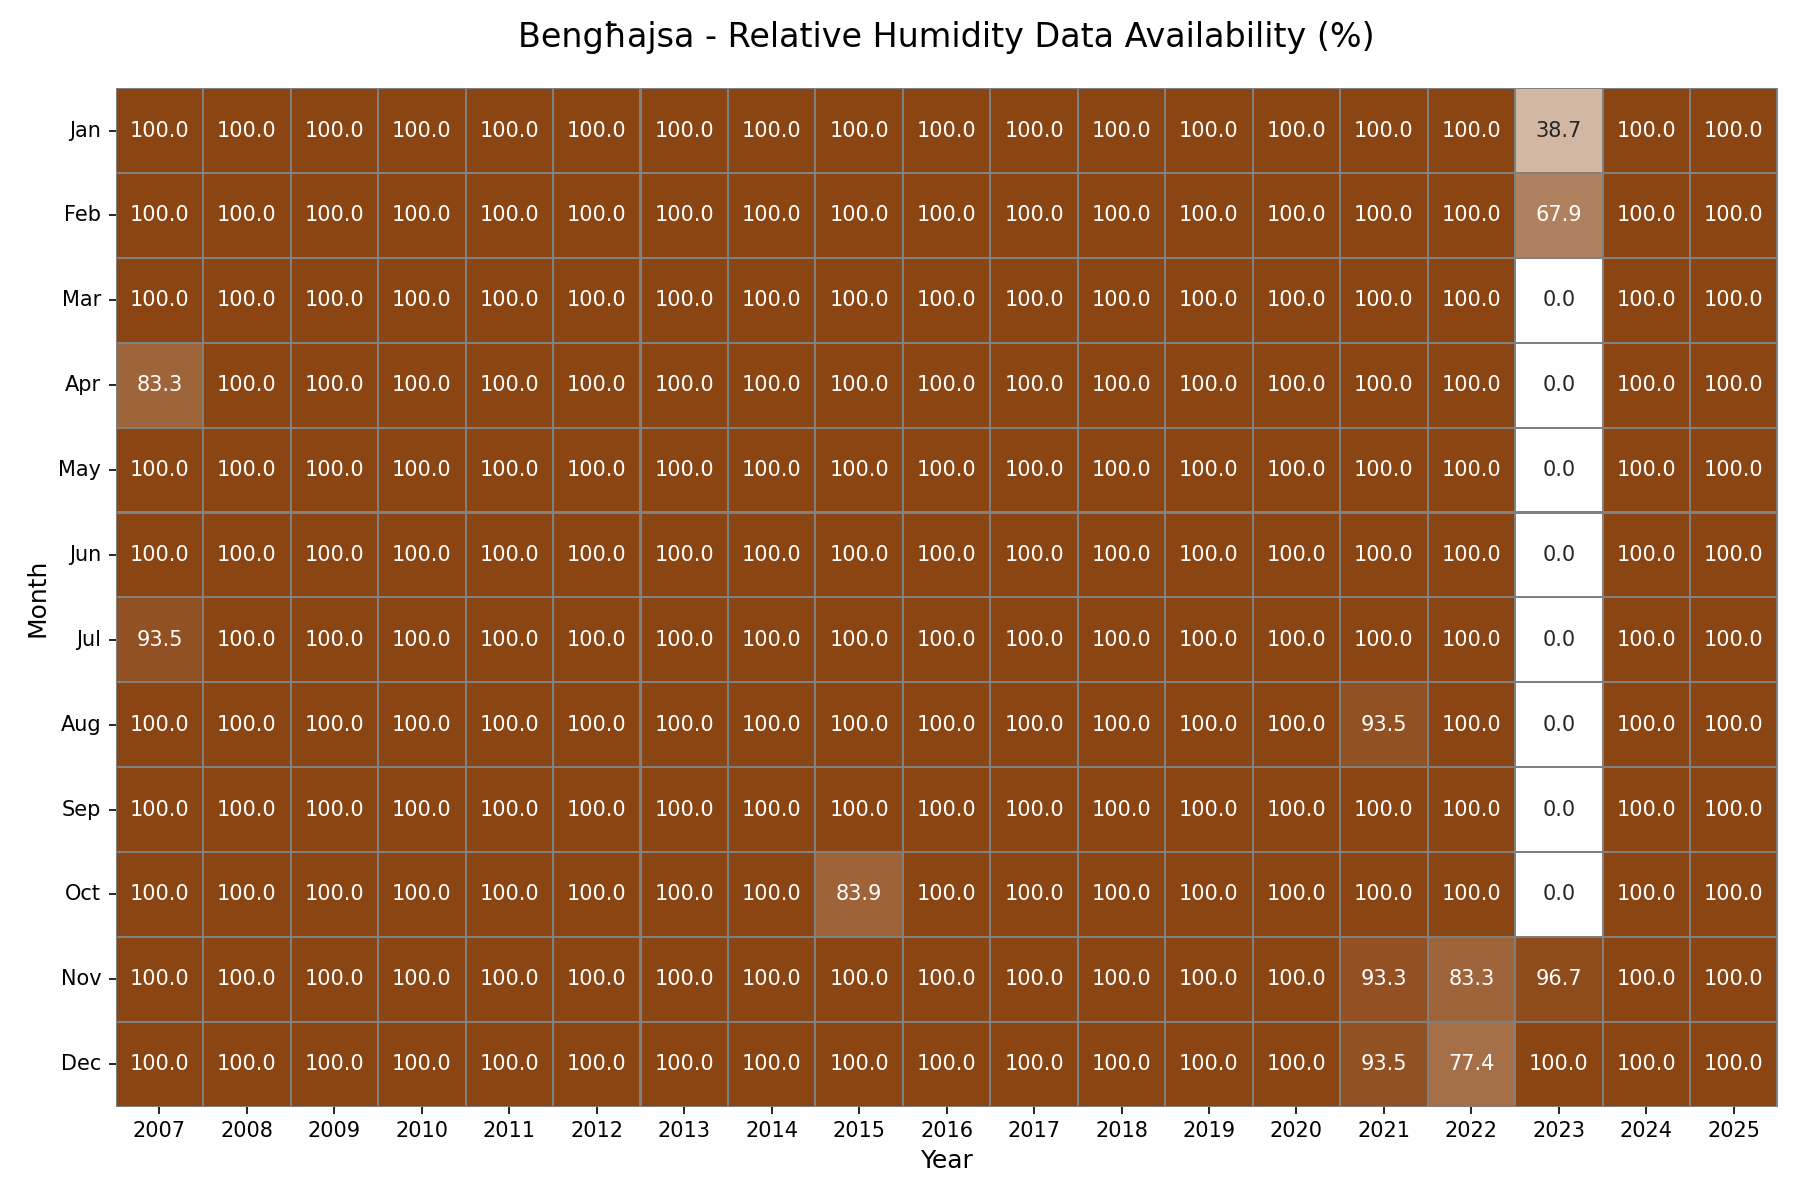 Bengħajsa - Relative Humidity Data Availability (%)
Jan 100.0 100.0 100.0 100.0 100.0 100.0 100.0 100.0 100.0 100.0 100.0 100.0 100.0 100.0 100.0 100.0 38.7 100.0 100.0
Feb 100.0 100.0 100.0 100.0 100.0 100.0 100.0 100.0 100.0 100.0 100.0 100.0 100.0 100.0 100.0 100.0 67.9 100.0 100.0
Mar 100.0 100.0 100.0 100.0 100.0 100.0 100.0 100.0 100.0 100.0 100.0 100.0 100.0 100.0 100.0 100.0 0.0 100.0 100.0
Apr 83.3 100.0 100.0 100.0 100.0 100.0 100.0 100.0 100.0 100.0 100.0 100.0 100.0 100.0 100.0 100.0 0.0 100.0 100.0
May 100.0 100.0 100.0 100.0 100.0 100.0 100.0 100.0 100.0 100.0 100.0 100.0 100.0 100.0 100.0 100.0 0.0 100.0 100.0
Jun 100.0 100.0 100.0 100.0 100.0 100.0 100.0 100.0 100.0 100.0 100.0 100.0 100.0 100.0 100.0 100.0 0.0 100.0 100.0
Month
Jul 93.5 100.0 100.0 100.0 100.0 100.0 100.0 100.0 100.0 100.0 100.0 100.0 100.0 100.0 100.0 100.0 0.0 100.0 100.0
Aug 100.0 100.0 100.0 100.0 100.0 100.0 100.0 100.0 100.0 100.0 100.0 100.0 100.0 100.0 93.5 100.0 0.0 100.0 100.0
Sep 100.0 100.0 100.0 100.0 100.0 100.0 100.0 100.0 100.0 100.0 100.0 100.0 100.0 100.0 100.0 100.0 0.0 100.0 100.0
Oct 100.0 100.0 100.0 100.0 100.0 100.0 100.0 100.0 83.9 100.0 100.0 100.0 100.0 100.0 100.0 100.0 0.0 100.0 100.0
Nov 100.0 100.0 100.0 100.0 100.0 100.0 100.0 100.0 100.0 100.0 100.0 100.0 100.0 100.0 93.3 83.3 96.7 100.0 100.0
Dec 100.0 100.0 100.0 100.0 100.0 100.0 100.0 100.0 100.0 100.0 100.0 100.0 100.0 100.0 93.5 77.4 100.0 100.0 100.0
2007 2008 2009 2010 2011 2012 2013 2014 2015 2016 2017 2018 2019 2020 2021 2022 2023 2024 2025
Year